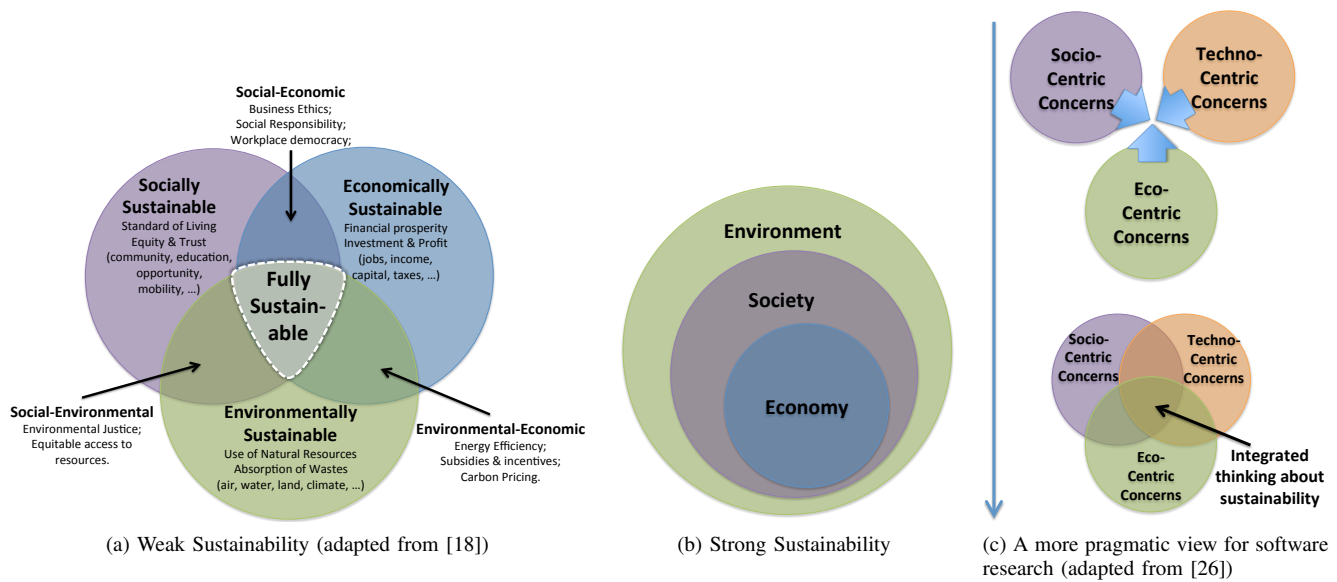 Social-Economic
Business Ethics;
Social Responsibility;
Workplace democracy;
Socially
Sustainable
Standard of Living
Equity & Trust
(community, education,
opportunity,
mobility, ...)
Economically
Sustainable
Financial prosperity
Investment & Profit
(jobs, income,
capital, taxes, ...)
Fully
Sustain-
able
Social-Environmental
Environmental Justice;
Equitable access to
resources.
Environmentally
Sustainable
Use of Natural Resources
Absorption of Wastes
(air, water, land, climate, ...)
Environmental-Economic
Energy Efficiency;
Subsidies & incentives;
Carbon Pricing.
(a) Weak Sustainability (adapted from [18])
Environment
Society
Economy
(b) Strong Sustainability
Socio-
Centric
Concerns
Techno-
Centric
Concerns
Eco-
Centric
Concerns
Socio-
Centric
Concerns
Techno-
Centric
Concerns
Eco-
Centric
Concerns
Integrated
thinking about
sustainability
(c) A more pragmatic view for software
research (adapted from [26])